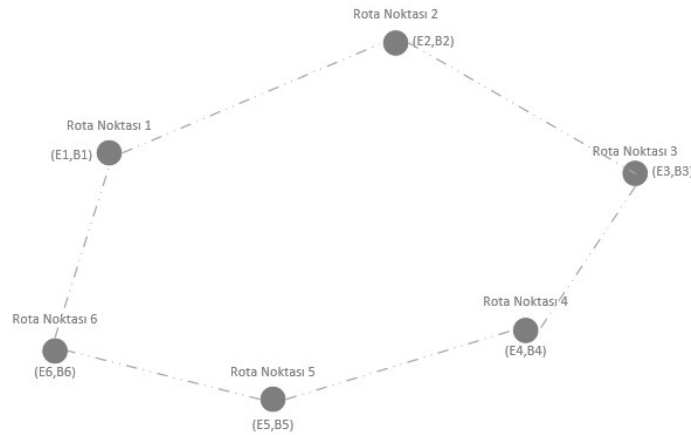 Rota Noktası 2
(E2,B2)
Rota Noktası 1
(E1,B1)
Rota Noktası 3
(E3,B3)
Rota Noktası 4
(E4,B4)
Rota Noktası 6
(E6,B6)
Rota Noktası 5
(E5,B5)